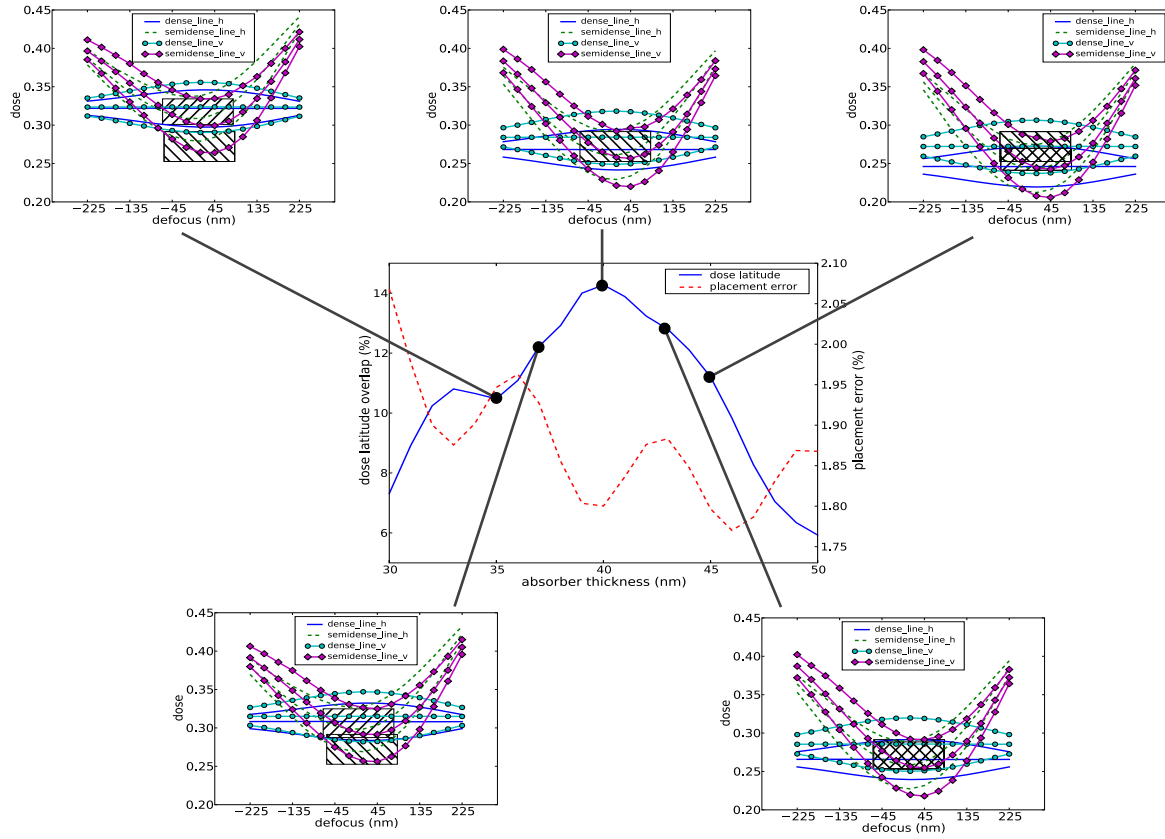 0.45
0.40
0.35
0.30
0.25
0.20
dose
−225 −135 −45 45 135 225
defocus (nm)
dense_line_h
semidense_line_h
dense_line_v
semidense_line_v
0.45
0.40
0.35
0.30
0.25
0.20
dose
−225 −135 −45 45 135 225
defocus (nm)
dense_line_h
semidense_line_h
dense_line_v
semidense_line_v
0.45
0.40
0.35
0.30
0.25
0.20
dose
−225 −135 −45 45 135 225
defocus (nm)
dense_line_h
semidense_line_h
dense_line_v
semidense_line_v
14
12
10
8
6
dose latitude overlap (%)
dose latitude
placement error
2.10
2.05
2.00
1.95
1.90
1.85
1.80
1.75
placement error (%)
30 35 40 45 50
absorber thickness (nm)
0.45
0.40
0.35
0.30
0.25
0.20
dose
−225 −135 −45 45 135 225
defocus (nm)
dense_line_h
semidense_line_h
dense_line_v
semidense_line_v
0.45
0.40
0.35
0.30
0.25
0.20
dose
−225 −135 −45 45 135 225
defocus (nm)
dense_line_h
semidense_line_h
dense_line_v
semidense_line_v